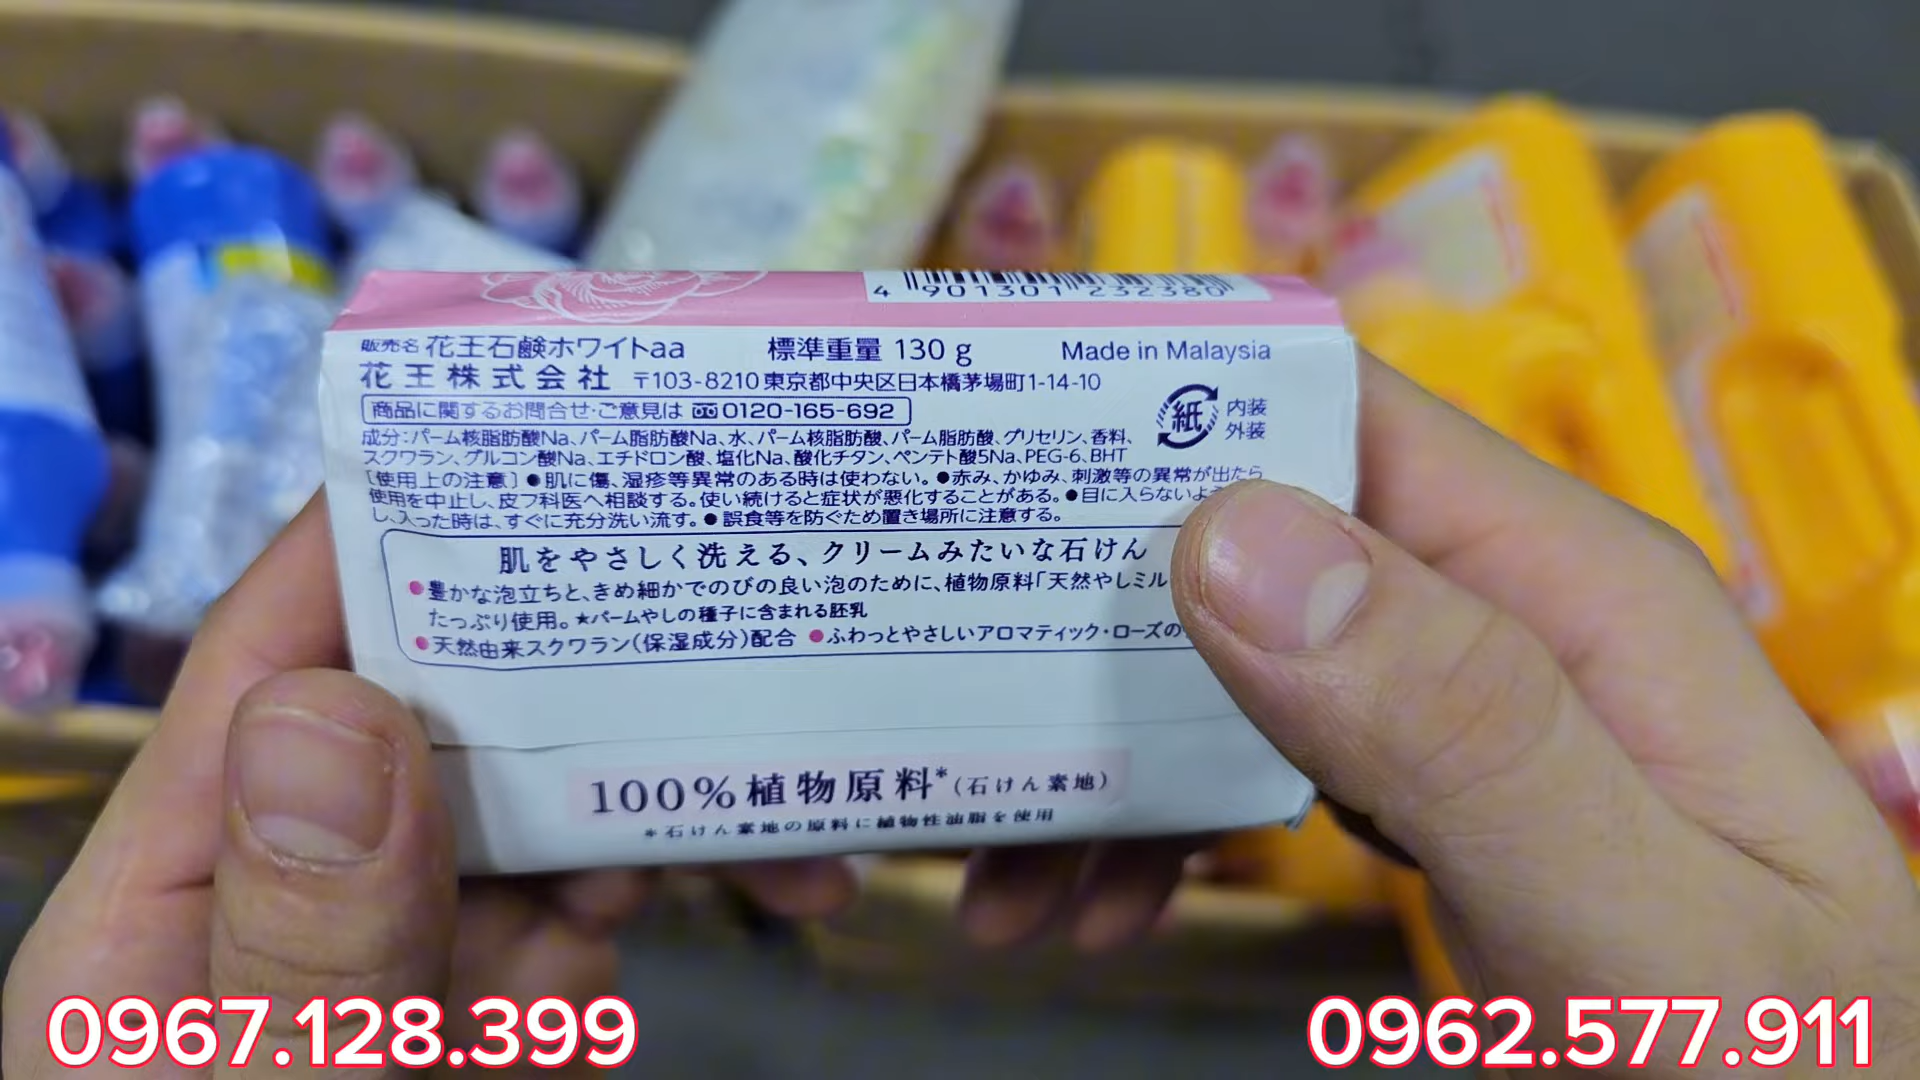 4 901301 232380
販売名 花王石鹸ホワイトaa 標準重量 130 g Made in Malaysia
花王株式会社 〒103-8210 東京都中央区日本橋茅場町1-14-10
商品に関するお問合せ・ご意見は 0120-165-692
紙 内装
外装
成分:パーム核脂肪酸Na、パーム脂肪酸Na、水、パーム核脂肪酸、パーム脂肪酸、グリセリン、香料、
スクワラン、グルコン酸Na、エチドロン酸、塩化Na、酸化チタン、ペンテト酸5Na、PEG-6、BHT
〔使用上の注意〕●肌に傷、湿疹等異常のある時は使わない。●赤み、かゆみ、刺激等の異常が出たら
使用を中止し、皮フ科医へ相談する。使い続けると症状が悪化することがある。●目に入らないよ
し、入った時は、すぐに充分洗い流す。●誤食等を防ぐため置き場所に注意する。
肌をやさしく洗える、クリームみたいな石けん
●豊かな泡立ちと、きめ細かでのびの良い泡のために、植物原料「天然やしミル
たっぷり使用。★パームやしの種子に含まれる胚乳
●天然由来スクワラン(保湿成分)配合 ●ふわっとやさしいアロマティック・ローズの
100%植物原料*(石けん素地)
*石けん素地の原料に植物性油脂を使用
0967.128.399 0962.577.911